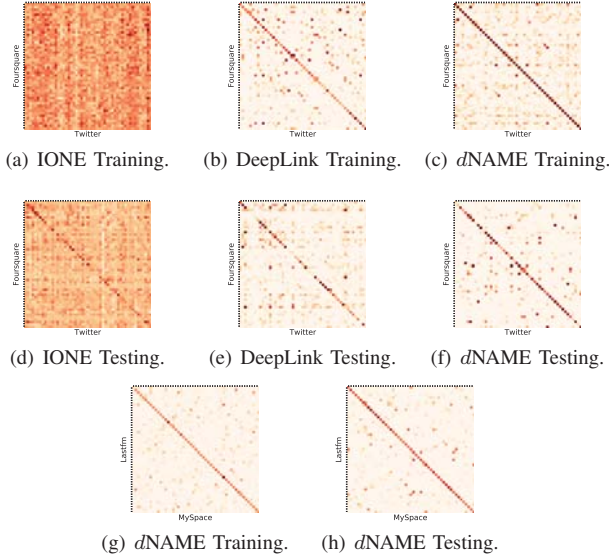 Foursquare
Twitter
(a) IONE Training.
Foursquare
Twitter
(b) DeepLink Training.
Foursquare
Twitter
(c) dNAME Training.
Foursquare
Twitter
(d) IONE Testing.
Foursquare
Twitter
(e) DeepLink Testing.
Foursquare
Twitter
(f) dNAME Testing.
Lastfm
MySpace
(g) dNAME Training.
Lastfm
MySpace
(h) dNAME Testing.